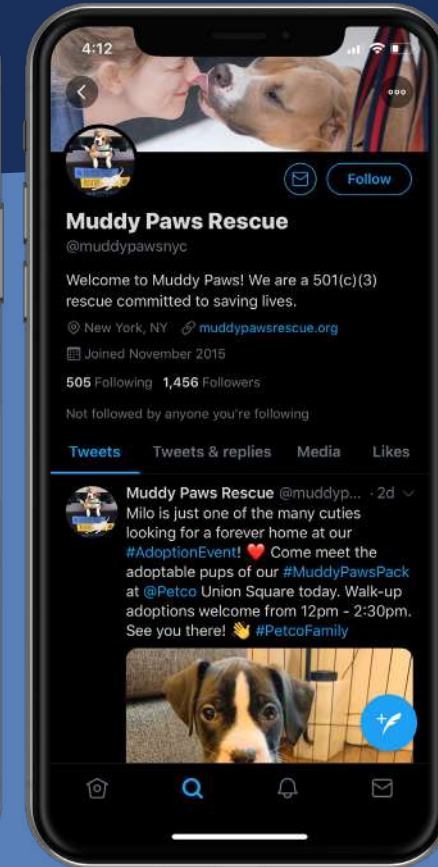 4:12
Follow
Muddy Paws Rescue
@muddypawsnyc
Welcome to Muddy Paws! We are a 501(c)(3)
rescue committed to saving lives.
New York, NY muddypawsrescue.org
Joined November 2015
505 Following 1,456 Followers
Not followed by anyone you're following
Tweets Tweets & replies Media Likes
Muddy Paws Rescue @muddyp... · 2d
Milo is just one of the many cuties
looking for a forever home at our
#AdoptionEvent! ❤️ Come meet the
adoptable pups of our #MuddyPawsPack
at @Petco Union Square today. Walk-up
adoptions welcome from 12pm - 2:30pm.
See you there! 👋 #PetcoFamily